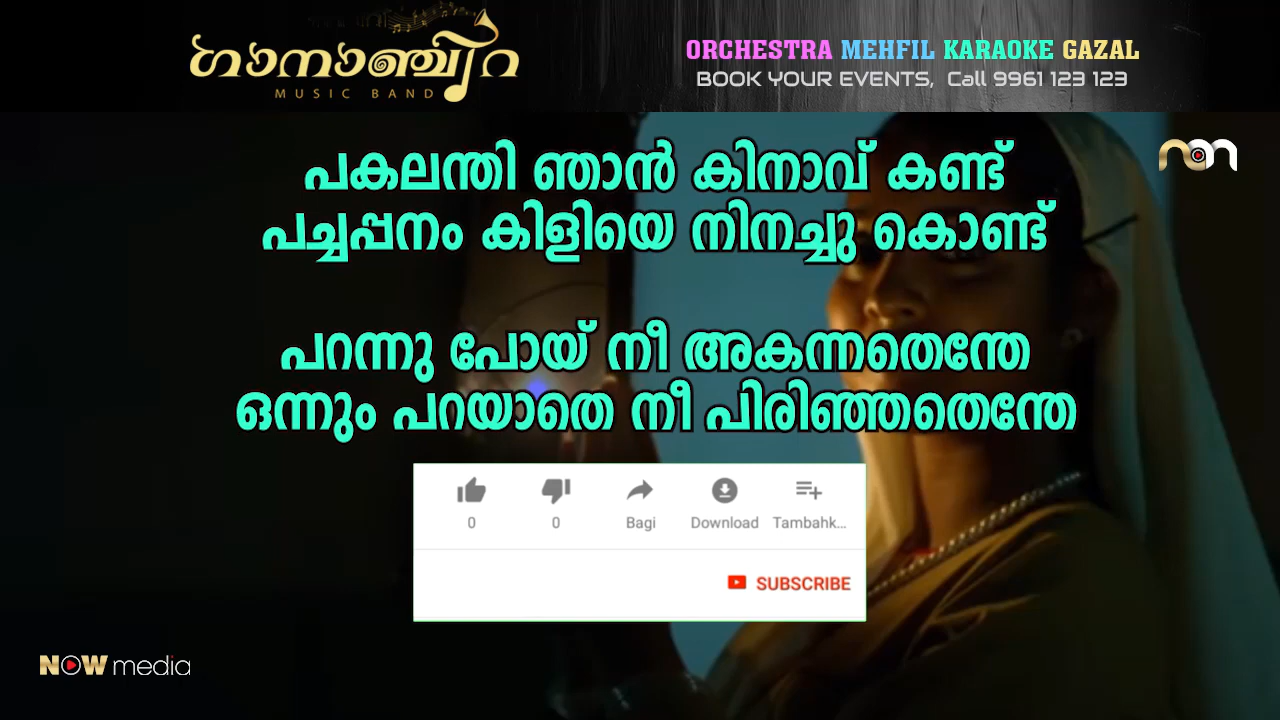 ഗാനാഞ്ചിറ
MUSIC BAND
ORCHESTRA MEHFIL KARAOKE GAZAL
BOOK YOUR EVENTS, Call 9961 123 123
പകലന്തി ഞാൻ കിനാവ് കണ്ട്
പച്ചപ്പനം കിളിയെ നിനച്ചു കൊണ്ട്
പറന്നു പോയ് നീ അകന്നതെന്തേ
ഒന്നും പറയാതെ നീ പിരിഞ്ഞതെന്തേ
0 0 Bagi Download Tambahk...
SUBSCRIBE
NOW media